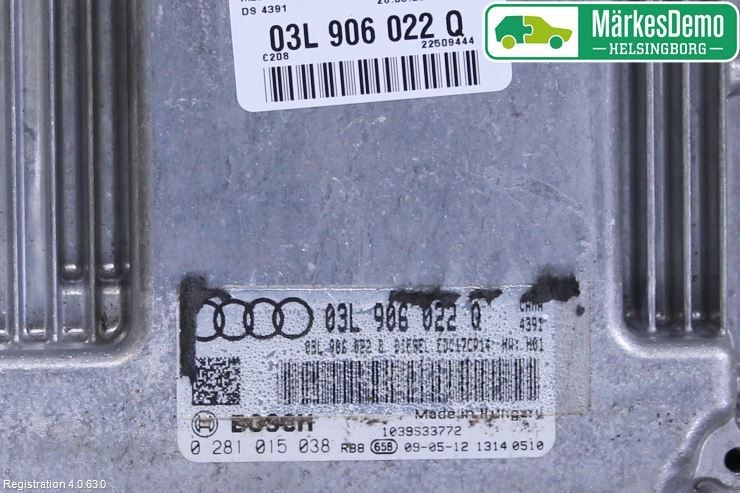 DS 4391
03L 906 022 Q
C208 22509444
MärkesDemo
HELSINGBORG
03L 906 022 Q
4391
03L 906 022 Q DIESEL EDC17CP14 HW: H01
Made in Hungary
BOSCH
1039S33772
0 281 015 038 RB8 658 09-05-12 1314 0510
Registration 4.0.63.0